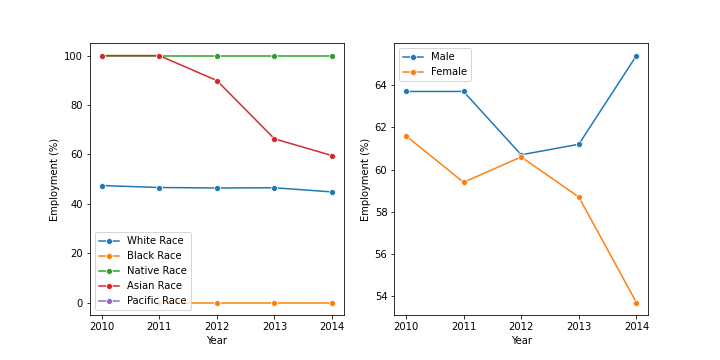 100
80
60
40
20
0
Employment (%)
White Race
Black Race
Native Race
Asian Race
Pacific Race
2010 2011 2012 2013 2014
Year
64
62
60
58
56
54
Employment (%)
Male
Female
2010 2011 2012 2013 2014
Year